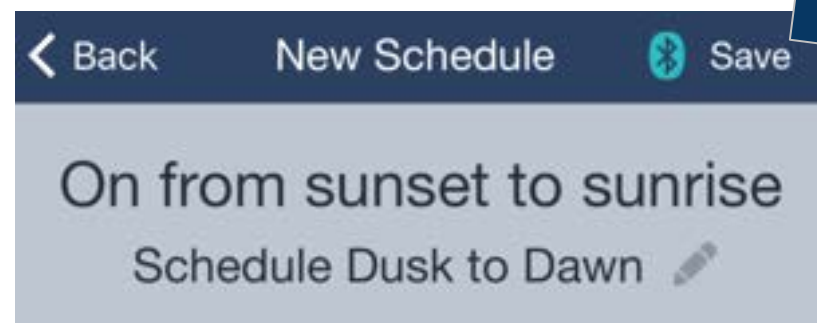 Back New Schedule Save
On from sunset to sunrise
Schedule Dusk to Dawn